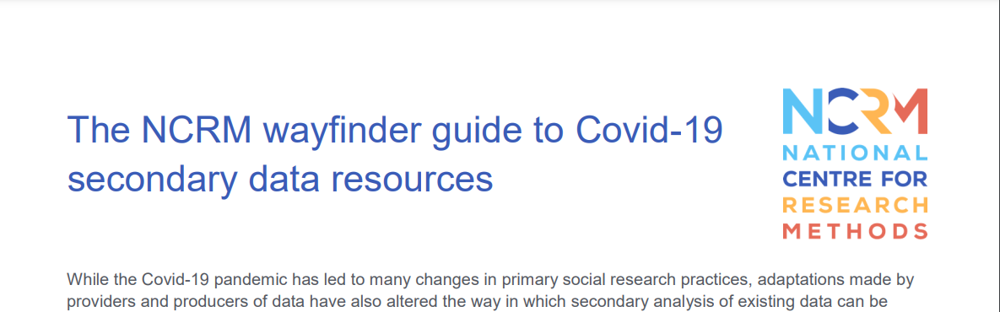 The NCRM wayfinder guide to Covid-19
secondary data resources
NCRM
NATIONAL
CENTRE FOR
RESEARCH
METHODS
While the Covid-19 pandemic has led to many changes in primary social research practices, adaptations made by
providers and producers of data have also altered the way in which secondary analysis of existing data can be